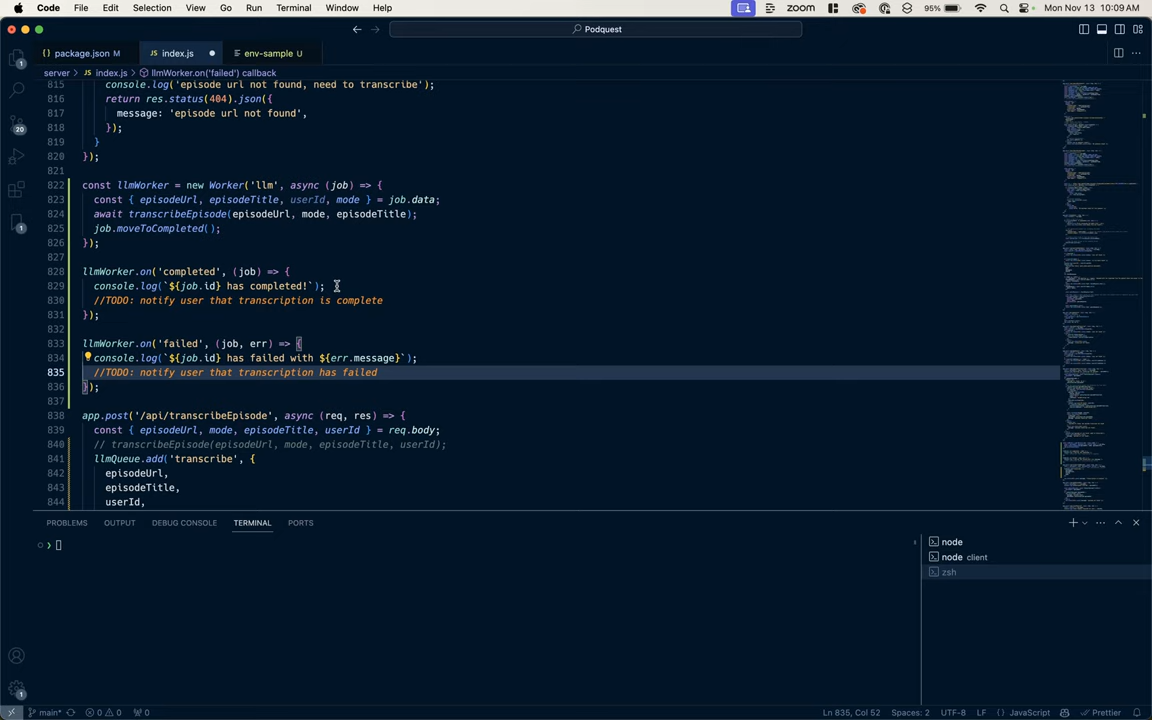 Code File Edit Selection View Go Run Terminal Window Help zoom 95% Mon Nov 13 10:09 AM
Podquest
package.json M index.js env-sample U
server > JS index.js > llmWorker.on('failed') callback
815 console.log('episode url not found, need to transcribe');
816 return res.status(404).json({
817 message: 'episode url not found',
818 });
819 }
820 });
821
822 const llmWorker = new Worker('llm', async (job) => {
823 const { episodeUrl, episodeTitle, userId, mode } = job.data;
824 await transcribeEpisode(episodeUrl, mode, episodeTitle);
825 job.moveToCompleted();
826 });
827
828 llmWorker.on('completed', (job) => {
829 console.log(`${job.id} has completed!`);
830 //TODO: notify user that transcription is complete
831 });
832
833 llmWorker.on('failed', (job, err) => {
834 console.log(`${job.id} has failed with ${err.message}`);
835 //TODO: notify user that transcription has failed
836 });
837
838 app.post('/api/transcribeEpisode', async (req, res) => {
839 const { episodeUrl, mode, episodeTitle, userId } = req.body;
840 // transcribeEpisode(episodeUrl, mode, episodeTitle, userId);
841 llmQueue.add('transcribe', {
842 episodeUrl,
843 episodeTitle,
844 userId,
PROBLEMS OUTPUT DEBUG CONSOLE TERMINAL PORTS
node
node client
zsh
1
20
1
1
main* 0 0 0 Ln 835, Col 52 Spaces: 2 UTF-8 LF {} JavaScript Prettier